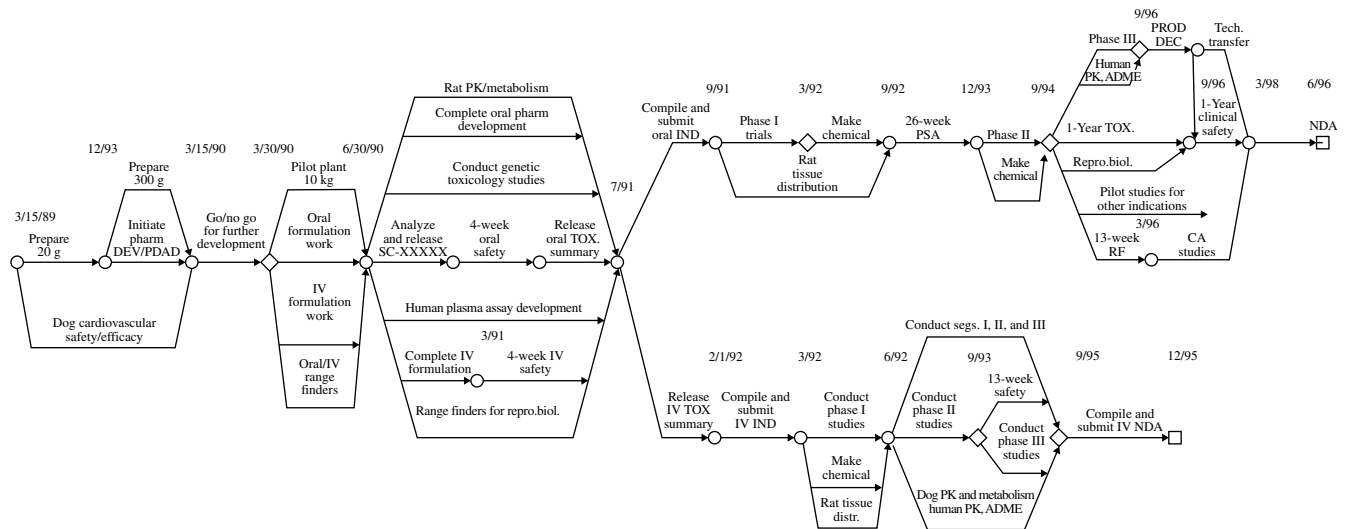 3/15/89
Prepare
20 g
12/93
Prepare
300 g
Initiate
pharm
DEV/PDAD
Dog cardiovascular
safety/efficacy
3/15/90
Go/no go
for further
development
3/30/90
Pilot plant
10 kg
Oral
formulation
work
IV
formulation
work
Oral/IV
range
finders
6/30/90
Rat PK/metabolism
Complete oral pharm
development
Conduct genetic
toxicology studies
Analyze
and release
SC-XXXXX
4-week
oral
safety
Release
oral TOX.
summary
Human plasma assay development
3/91
Complete IV
formulation
4-week IV
safety
Range finders for repro.biol.
7/91
Compile and
submit
oral IND
9/91
Phase I
trials
3/92
Make
chemical
Rat
tissue
distribution
9/92
26-week
PSA
12/93
Phase II
Make
chemical
9/94
Phase III
Human
PK, ADME
9/96
PROD
DEC
Tech.
transfer
9/96
1-Year
clinical
safety
1-Year TOX.
Repro.biol.
Pilot studies for
other indications
3/96
13-week
RF
CA
studies
3/98
6/96
NDA
Release
IV TOX
summary
2/1/92
Compile and
submit
IV IND
3/92
Conduct
phase I
studies
Make
chemical
Rat tissue
distr.
6/92
Conduct segs. I, II, and III
Conduct
phase II
studies
9/93
13-week
safety
Conduct
phase III
studies
Dog PK and metabolism
human PK, ADME
9/95
Compile and
submit IV NDA
12/95